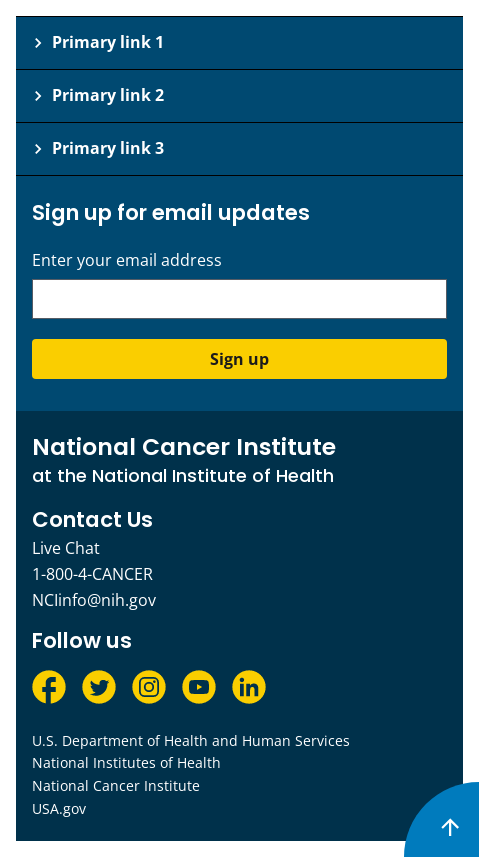 Primary link 1
Primary link 2
Primary link 3
Sign up for email updates
Enter your email address
Sign up
National Cancer Institute
at the National Institute of Health
Contact Us
Live Chat
1-800-4-CANCER
NCIinfo@nih.gov
Follow us
U.S. Department of Health and Human Services
National Institutes of Health
National Cancer Institute
USA.gov